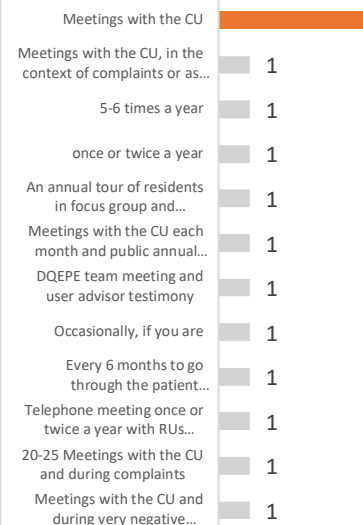 Meetings with the CU
Meetings with the CU, in the
context of complaints or as…
1
5-6 times a year
1
once or twice a year
1
An annual tour of residents
in focus group and…
1
Meetings with the CU each
month and public annual…
1
DQEPE team meeting and
user advisor testimony
1
Occasionally, if you are
1
Every 6 months to go
through the patient…
1
Telephone meeting once or
twice a year with RUs…
1
20-25 Meetings with the CU
and during complaints
1
Meetings with the CU and
during very negative…
1